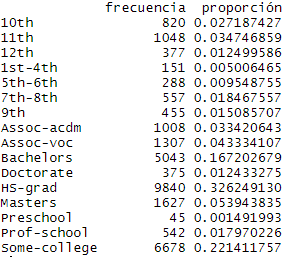 frecuencia proporción
10th 820 0.027187427
11th 1048 0.034746859
12th 377 0.012499586
1st-4th 151 0.005006465
5th-6th 288 0.009548755
7th-8th 557 0.018467557
9th 455 0.015085707
Assoc-acdm 1008 0.033420643
Assoc-voc 1307 0.043334107
Bachelors 5043 0.167202679
Doctorate 375 0.012433275
HS-grad 9840 0.326249130
Masters 1627 0.053943835
Preschool 45 0.001491993
Prof-school 542 0.017970226
Some-college 6678 0.221411757